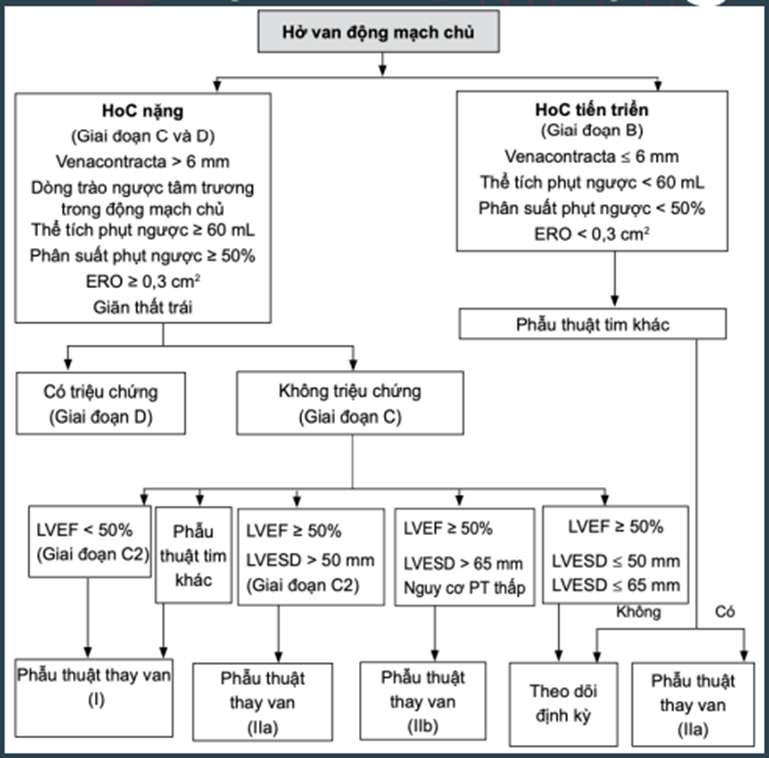 Hở van động mạch chủ
HoC nặng
(Giai đoạn C và D)
Venacontracta > 6 mm
Dòng trào ngược tâm trương
trong động mạch chủ
Thể tích phụt ngược ≥ 60 mL
Phân suất phụt ngược ≥ 50%
ERO ≥ 0,3 cm²
Giãn thất trái
HoC tiến triển
(Giai đoạn B)
Venacontracta ≤ 6 mm
Thể tích phụt ngược < 60 mL
Phân suất phụt ngược < 50%
ERO < 0,3 cm²
Phẫu thuật tim khác
Có triệu chứng
(Giai đoạn D)
Không triệu chứng
(Giai đoạn C)
LVEF < 50%
(Giai đoạn C2)
Phẫu
thuật tim
khác
LVEF ≥ 50%
LVESD > 50 mm
(Giai đoạn C2)
LVEF ≥ 50%
LVESD > 65 mm
Nguy cơ PT thấp
LVEF ≥ 50%
LVESD ≤ 50 mm
LVESD ≤ 65 mm
Không
Có
Phẫu thuật thay van
(I)
Phẫu thuật
thay van
(IIa)
Phẫu thuật
thay van
(IIb)
Theo dõi
định kỳ
Phẫu thuật
thay van
(IIa)